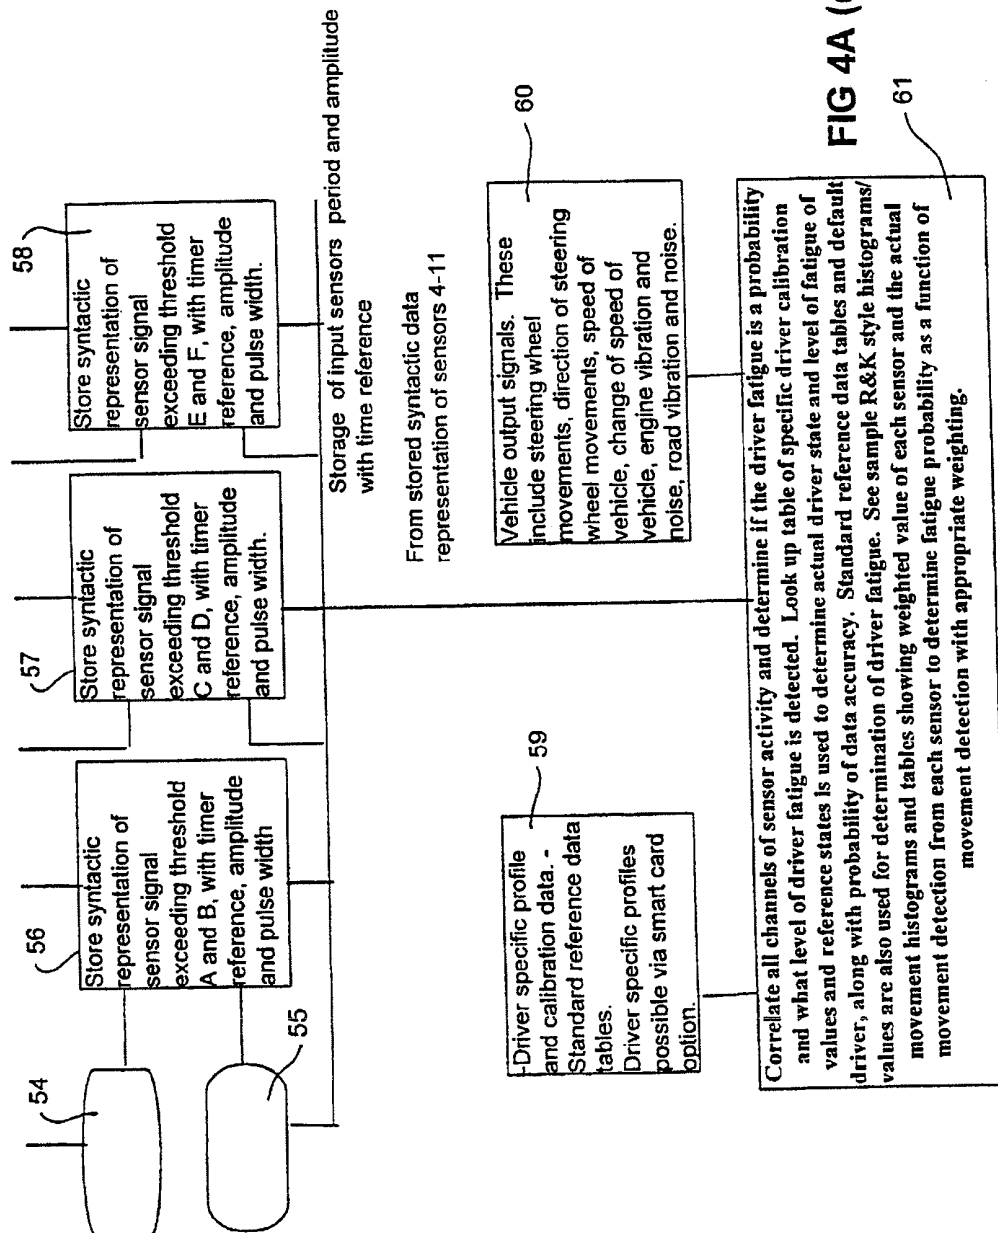 54
55
56
Store syntactic
representation of
sensor signal
exceeding threshold
A and B, with timer
reference, amplitude
and pulse width
57
Store syntactic
representation of
sensor signal
exceeding threshold
C and D, with timer
reference, amplitude
and pulse width.
58
Store syntactic
representation of
sensor signal
exceeding threshold
E and F, with timer
reference, amplitude
and pulse width.
Storage of input sensors period and amplitude
with time reference
From stored syntactic data
representation of sensors 4-11
59
-Driver specific profile
and calibration data. -
Standard reference data
tables.
Driver specific profiles
possible via smart card
option.
60
Vehicle output signals. These
include steering wheel
movements, direction of steering
wheel movements, speed of
vehicle, change of speed of
vehicle, engine vibration and
noise, road vibration and noise.
61
Correlate all channels of sensor activity and determine if the driver fatigue is a probability
and what level of driver fatigue is detected. Look up table of specific driver calibration
values and reference states is used to determine actual driver state and level of fatigue of
driver, along with probability of data accuracy. Standard reference data tables and default
values are also used for determination of driver fatigue. See sample R&K style histograms/
movement histograms and tables showing weighted value of each sensor and the actual
movement detection from each sensor to determine fatigue probability as a function of
movement detection with appropriate weighting.
FIG 4A (